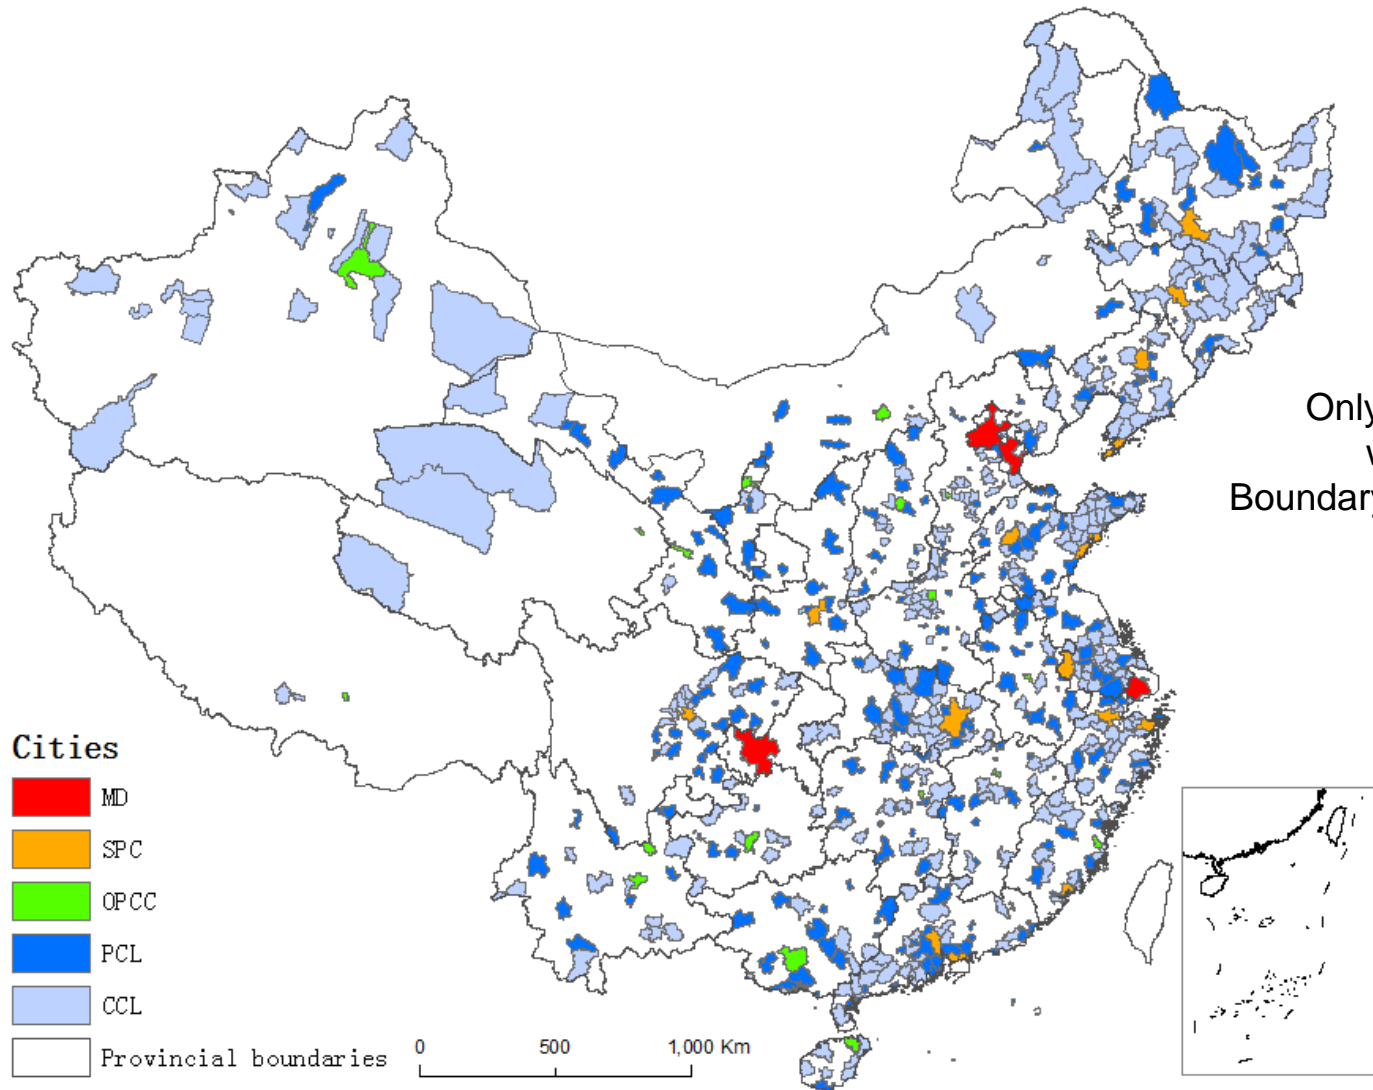 Only
Boundary
Cities
MD
SPC
OPCC
PCL
CCL
Provincial boundaries
0 500 1,000 Km